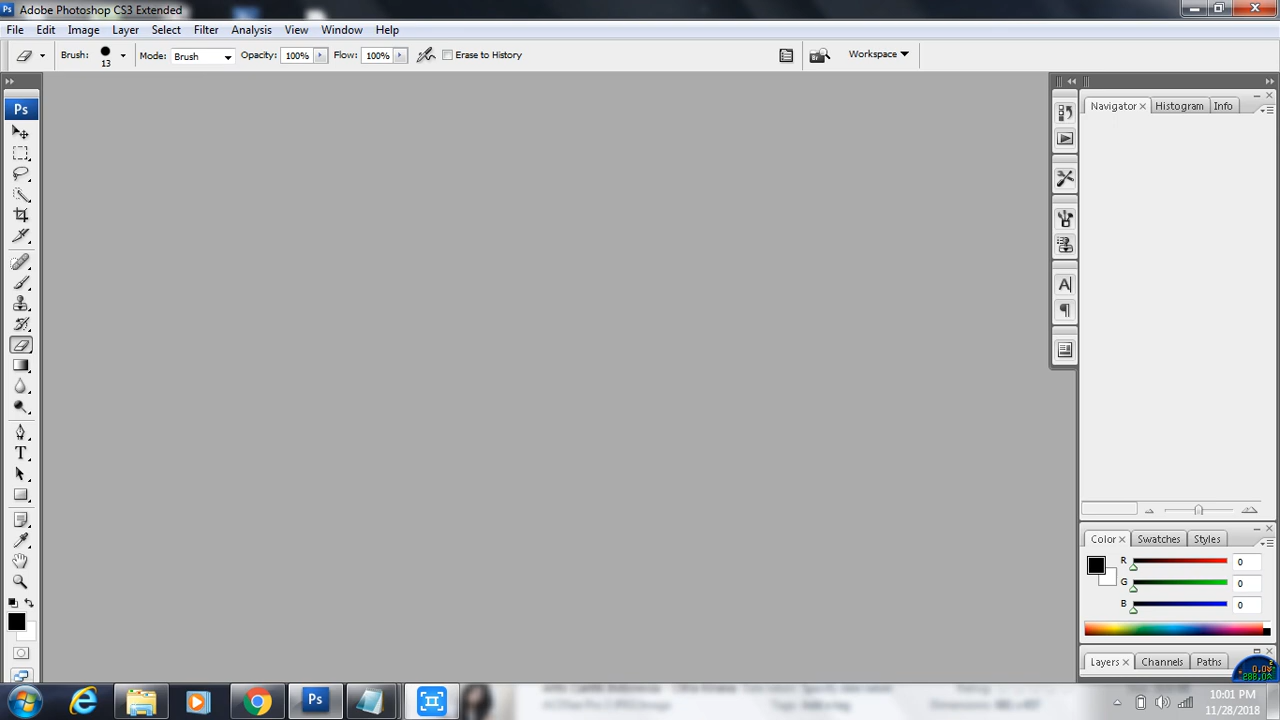 Adobe Photoshop CS3 Extended
File Edit Image Layer Select Filter Analysis View Window Help
Brush: 13 Mode: Brush Opacity: 100% Flow: 100% Erase to History Workspace
Ps
Navigator Histogram Info
Color Swatches Styles
R 0
G 0
B 0
Layers Channels Paths
10:01 PM
11/28/2018